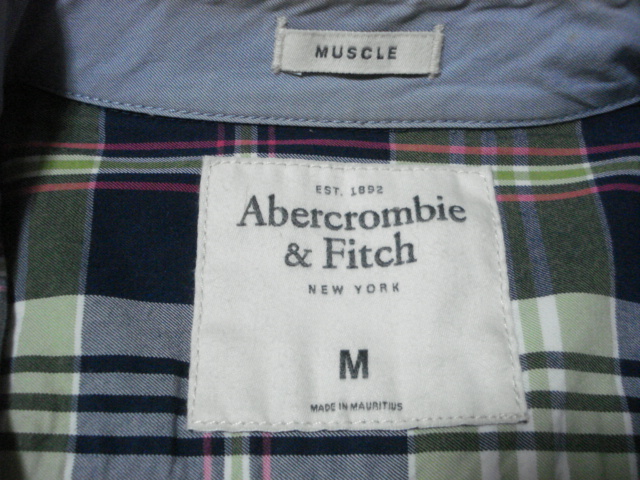 MUSCLE
EST. 1892
Abercrombie
& Fitch
NEW YORK
M
MADE IN MAURITIUS